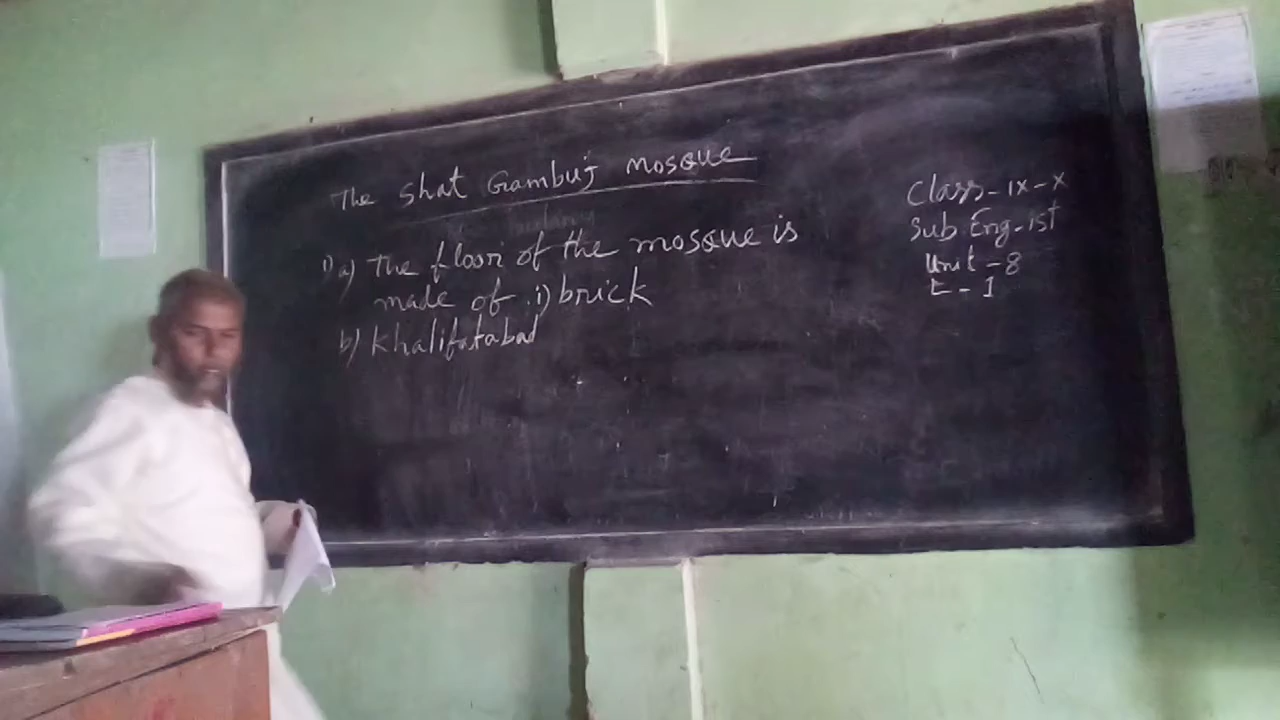 The Shat Gambuj Mosque
1) a) The floor of the mosque is
made of i) brick
b) Khalifatabad
Class - IX - X
Sub Eng - ist
Unit - 8
L - 1